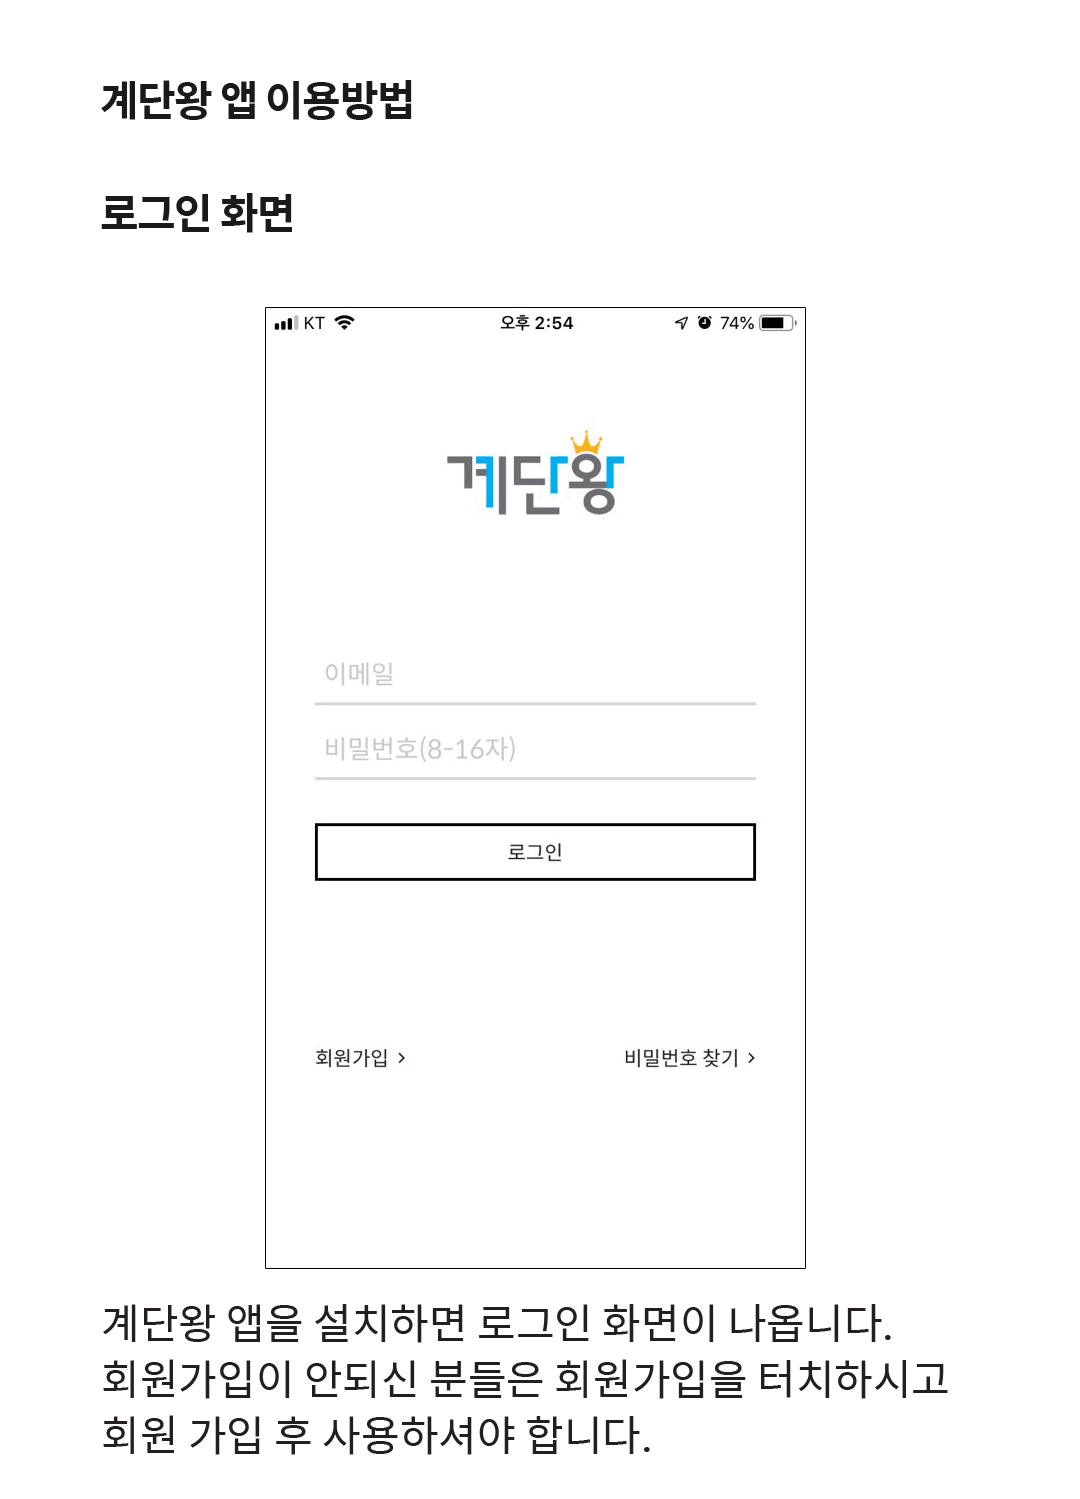 계단왕 앱 이용방법
로그인 화면
KT 오후 2:54 74%
계단왕
이메일
비밀번호(8-16자)
로그인
회원가입 > 비밀번호 찾기 >
계단왕 앱을 설치하면 로그인 화면이 나옵니다.
회원가입이 안되신 분들은 회원가입을 터치하시고
회원 가입 후 사용하셔야 합니다.